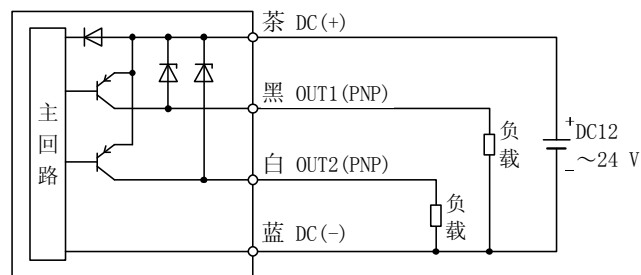 茶 DC(+)
主回路
黑 OUT1(PNP)
负载
+
DC12
～24 V
−
白 OUT2(PNP)
负载
蓝 DC(-)